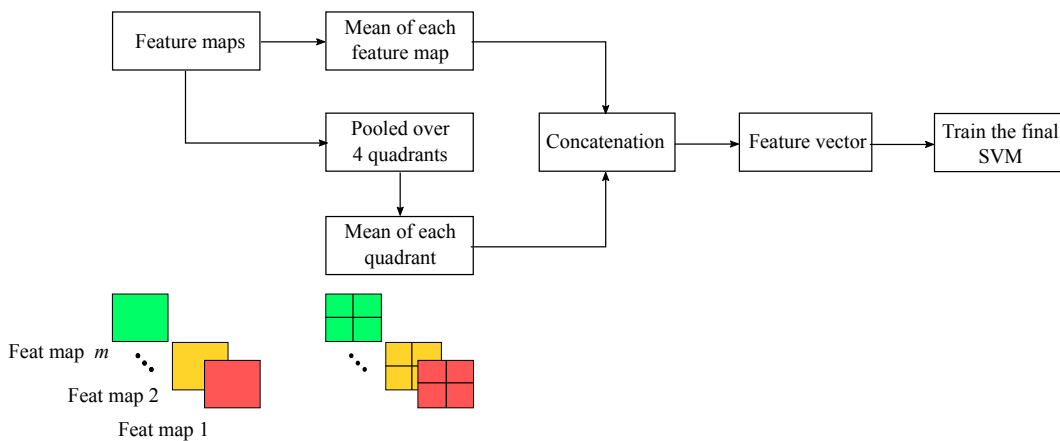 Feature maps
Mean of each
feature map
Pooled over
4 quadrants
Mean of each
quadrant
Concatenation
Feature vector
Train the final
SVM
Feat map m
Feat map 2
Feat map 1